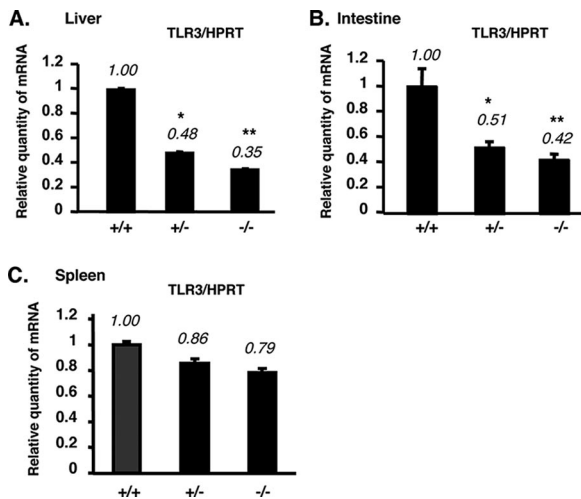 A. Liver
TLR3/HPRT
Relative quantity of mRNA
1.2
1
0.8
0.6
0.4
0.2
0
1.00
*
0.48
**
0.35
+/+ +/- -/-
B. Intestine
TLR3/HPRT
Relative quantity of mRNA
1.2
1
0.8
0.6
0.4
0.2
0
1.00
*
0.51
**
0.42
+/+ +/- -/-
C. Spleen
TLR3/HPRT
Relative quantity of mRNA
1.2
1
0.8
0.6
0.4
0.2
0
1.00
0.86
0.79
+/+ +/- -/-